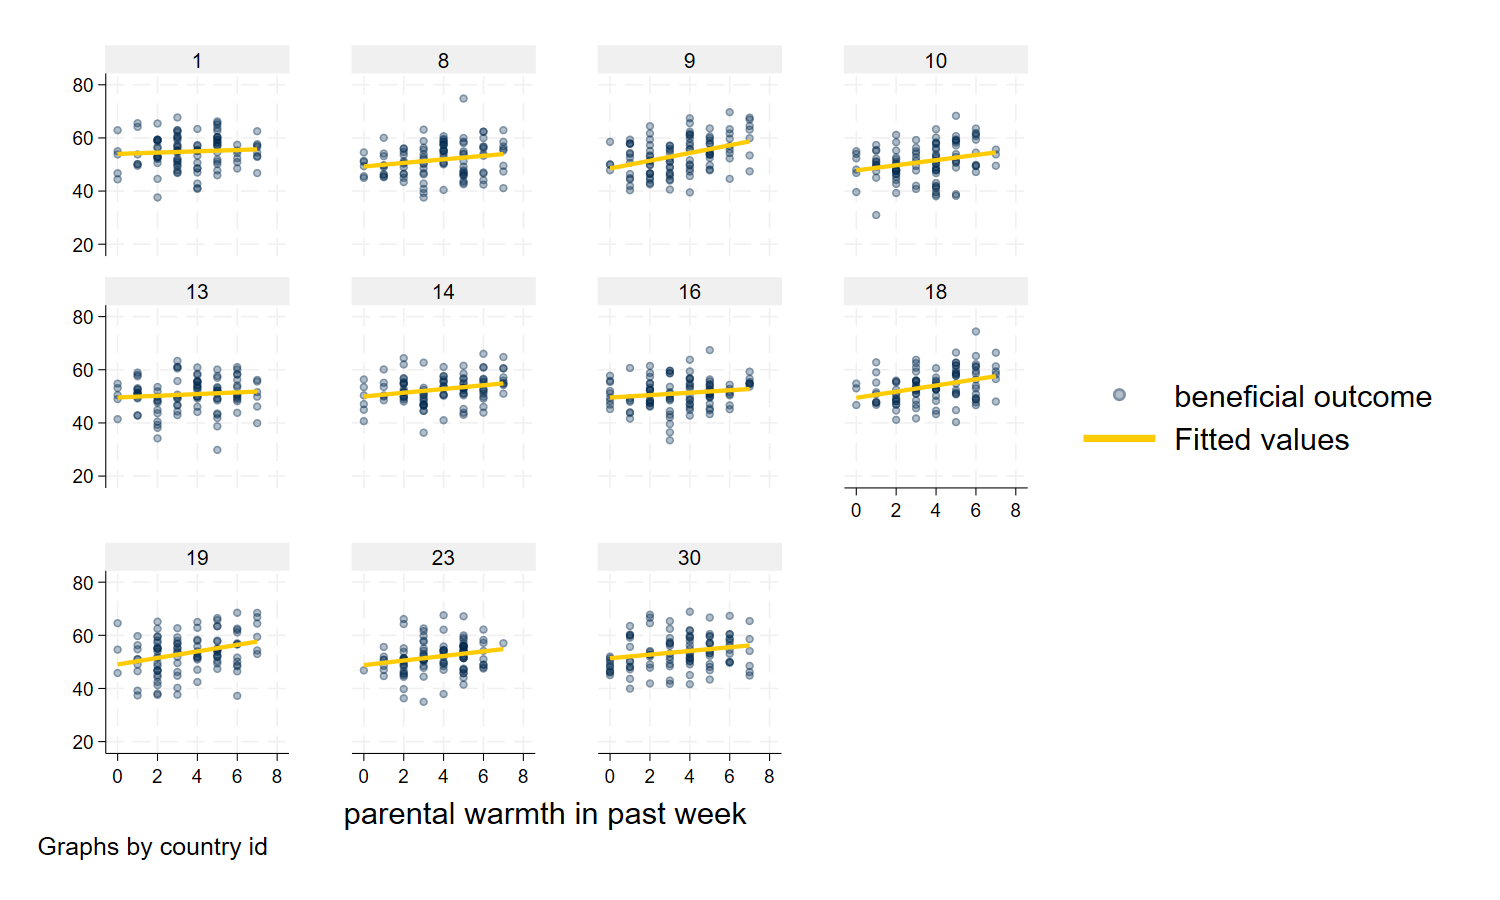 1 8 9 10
80
60
40
20
13 14 16 18
80
60
40
20
0 2 4 6 8
beneficial outcome
Fitted values
19 23 30
80
60
40
20
0 2 4 6 8 0 2 4 6 8 0 2 4 6 8
parental warmth in past week
Graphs by country id